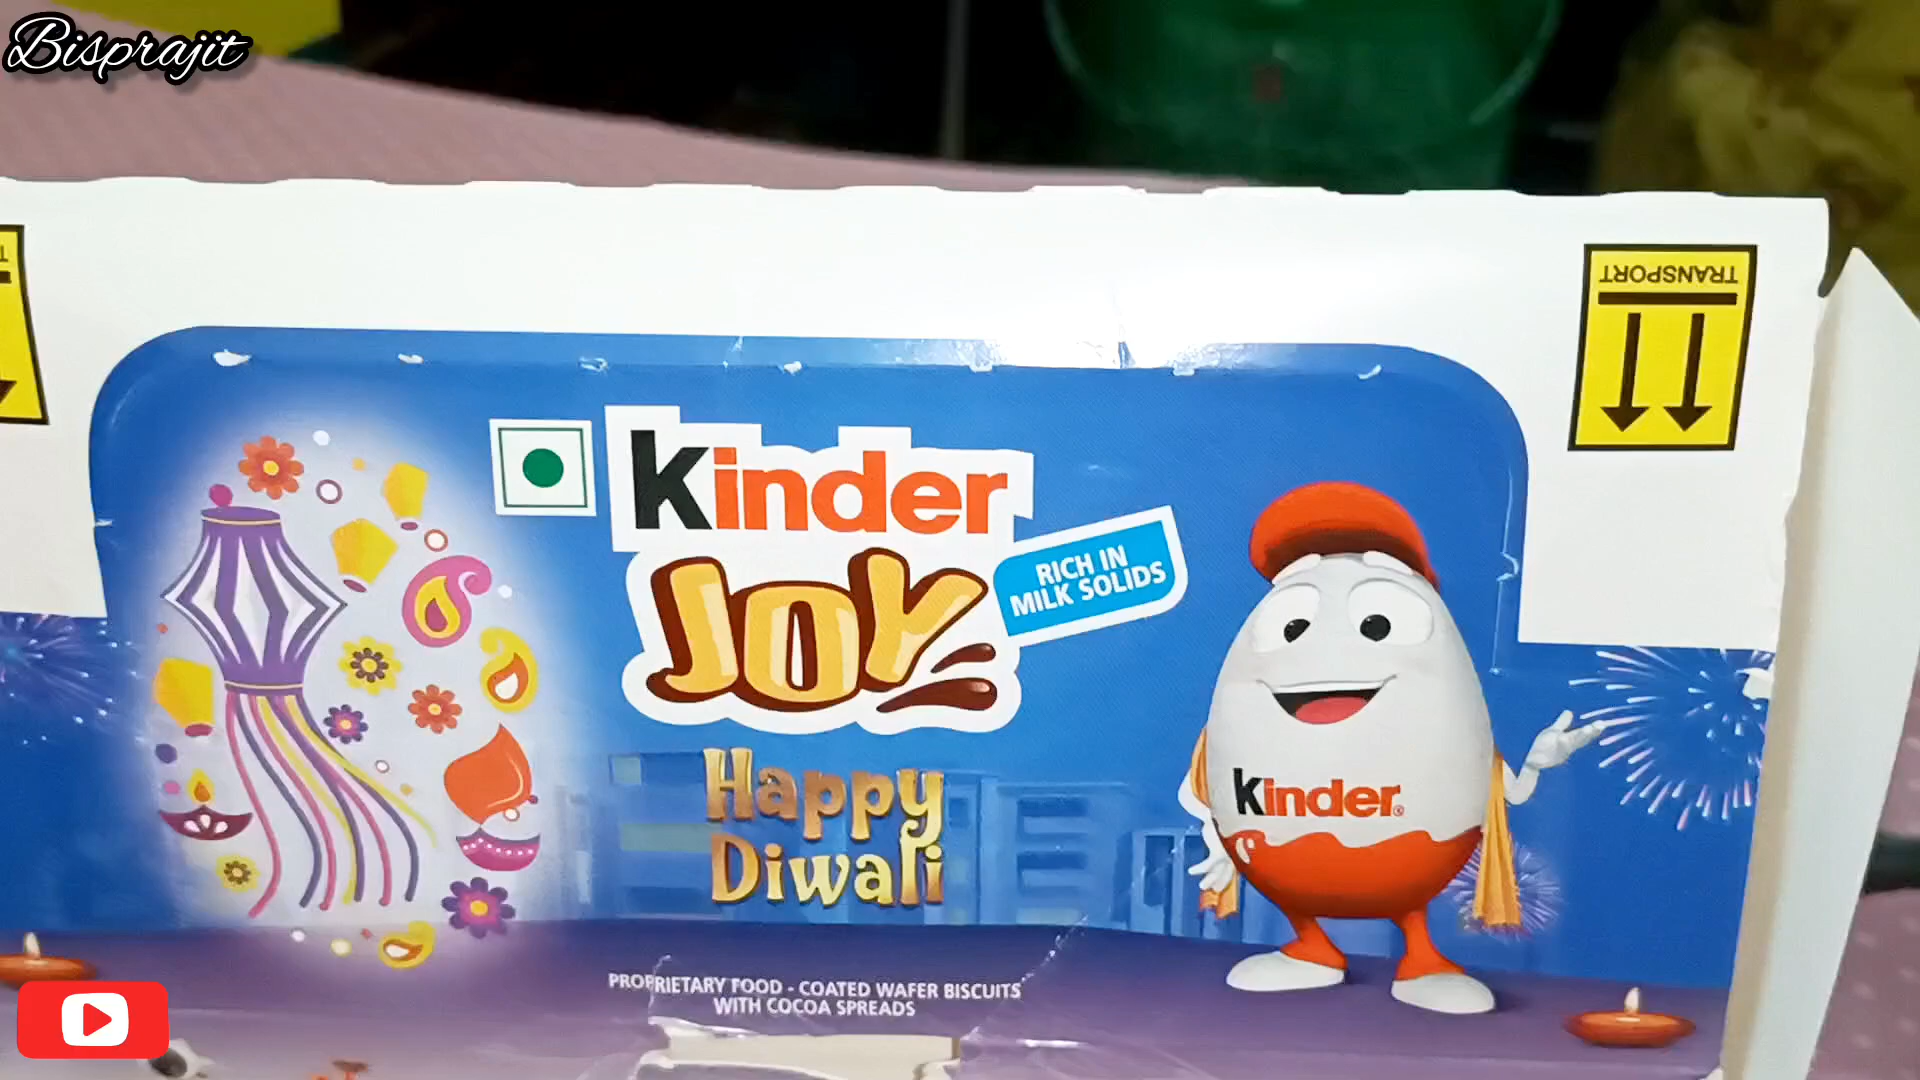 Bisprajit
TRANSPORT
Kinder
JOY
RICH IN
MILK SOLIDS
Happy
Diwali
Kinder
PROPRIETARY FOOD - COATED WAFER BISCUITS
WITH COCOA SPREADS